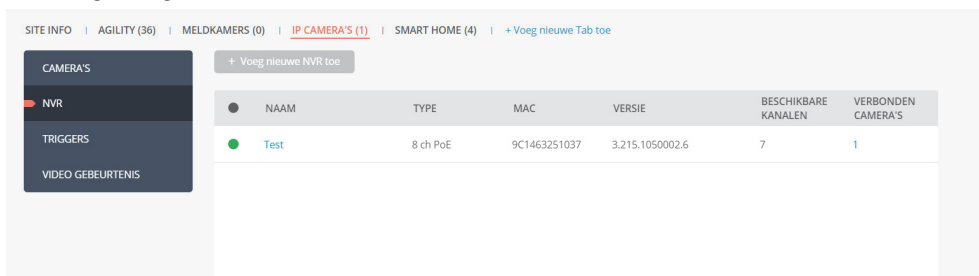 SITE INFO | AGILITY (36) | MELDKAMERS (0) | IP CAMERA'S (1) | SMART HOME (4) | + Voeg nieuwe Tab toe
CAMERA'S
NVR
TRIGGERS
VIDEO GEBEURTENIS
+ Voeg nieuwe NVR toe
NAAM TYPE MAC VERSIE BESCHIKBARE KANALEN VERBONDEN CAMERA'S
Test 8 ch PoE 9C1463251037 3.215.1050002.6 7 1